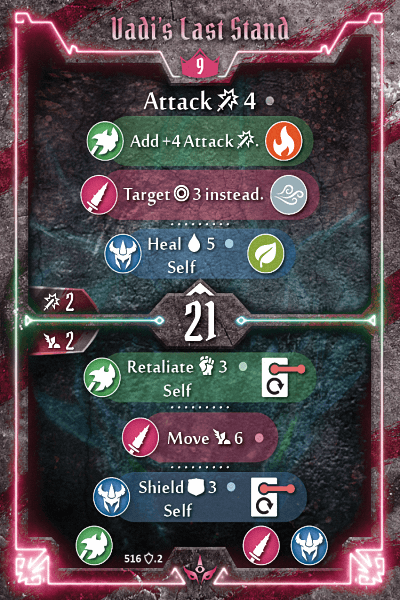 Vadi's Last Stand
9
Attack 4
Add +4 Attack .
Target 3 instead.
Heal 5
Self
2
21
2
Retaliate 3
Self
Move 6
Shield 3
Self
516 .2